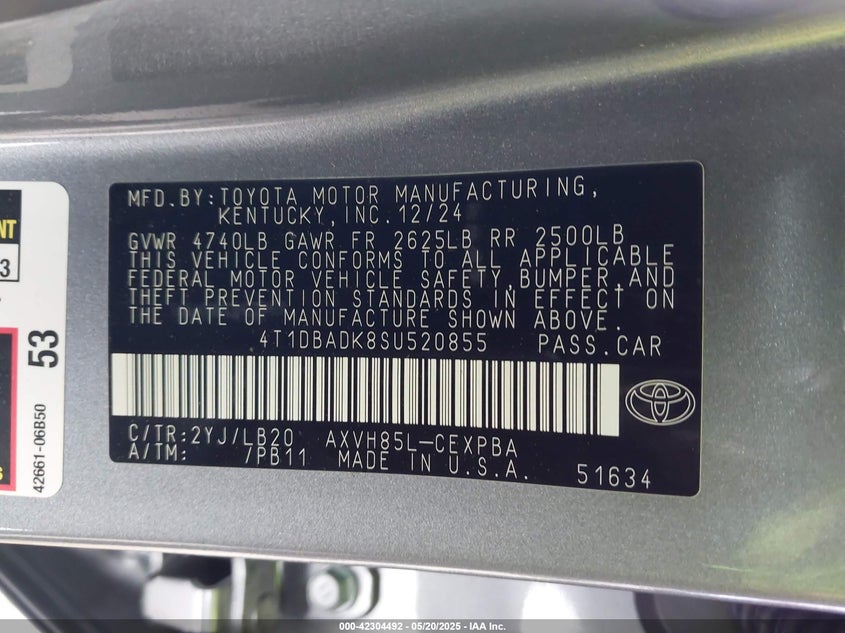 MFD.BY:TOYOTA MOTOR MANUFACTURING,
KENTUCKY,INC.12/24
GVWR 4740LB GAWR FR 2625LB RR 2500LB
THIS VEHICLE CONFORMS TO ALL APPLICABLE
FEDERAL MOTOR VEHICLE SAFETY,BUMPER,AND
THEFT PREVENTION STANDARDS IN EFFECT ON
THE DATE OF MANUFACTURE SHOWN ABOVE.
4T1DBADK8SU520855 PASS.CAR
C/TR:2YJ/LB20 AXVH85L-CEXPBA
A/TM: 7PB11 MADE IN U.S.A. 51634
53
42661-06B50
000-42304492 - 05/20/2025 - IAA Inc.